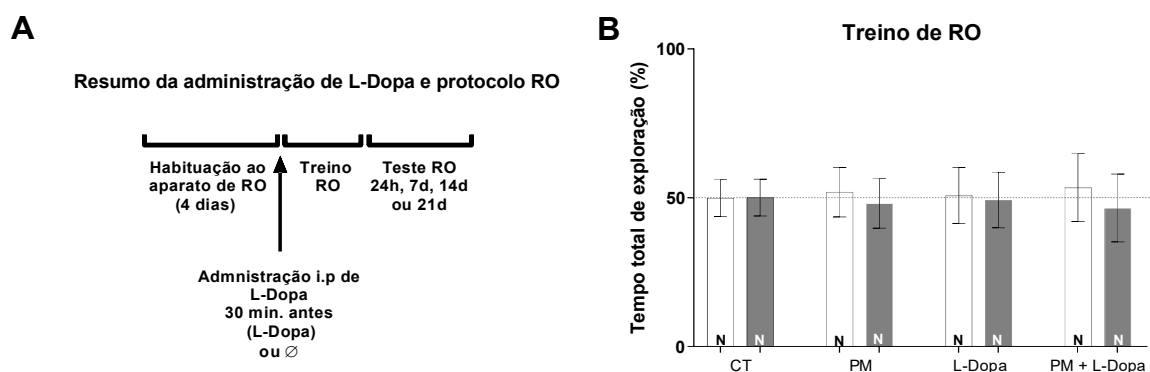 A
Resumo da administração de L-Dopa e protocolo RO
Habituação ao
aparato de RO
(4 dias)
Treino
RO
Teste RO
24h, 7d, 14d
ou 21d
Admnistração i.p de
L-Dopa
30 min. antes
(L-Dopa)
ou ∅
B
Treino de RO
Tempo total de exploração (%)
100
50
0
N N N N N N N N
CT PM L-Dopa PM + L-Dopa